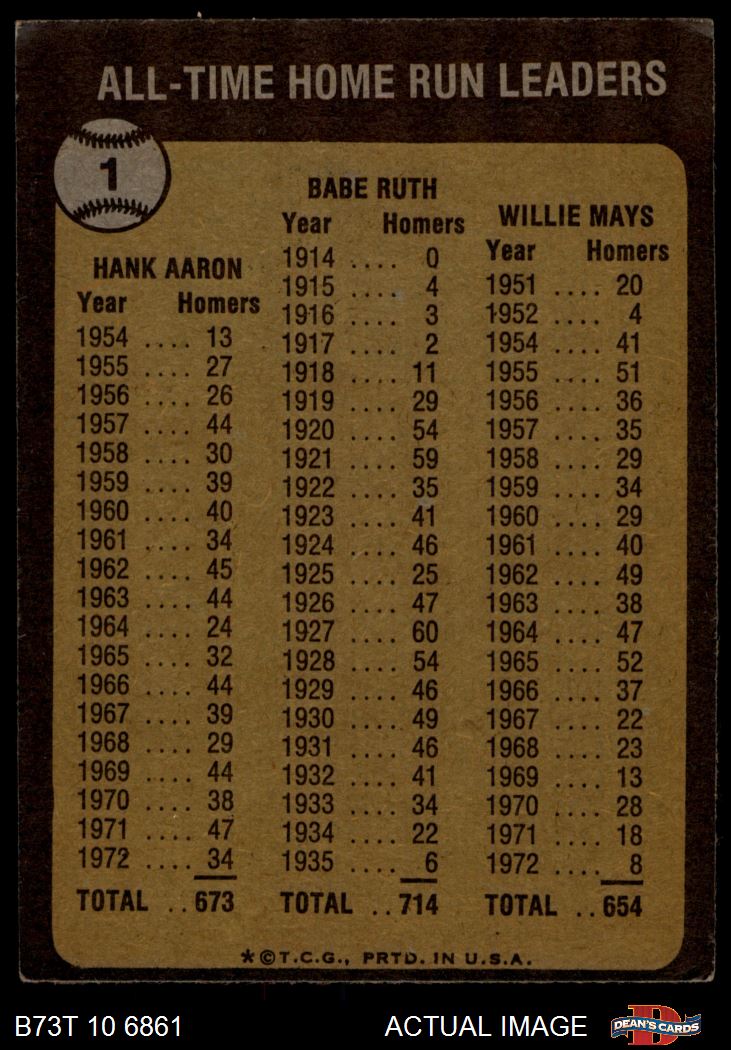 ALL-TIME HOME RUN LEADERS
1
HANK AARON
Year Homers
1954 .... 13
1955 .... 27
1956 .... 26
1957 .... 44
1958 .... 30
1959 .... 39
1960 .... 40
1961 .... 34
1962 .... 45
1963 .... 44
1964 .... 24
1965 .... 32
1966 .... 44
1967 .... 39
1968 .... 29
1969 .... 44
1970 .... 38
1971 .... 47
1972 .... 34
TOTAL .. 673
BABE RUTH
Year Homers
1914 .... 0
1915 .... 4
1916 .... 3
1917 .... 2
1918 .... 11
1919 .... 29
1920 .... 54
1921 .... 59
1922 .... 35
1923 .... 41
1924 .... 46
1925 .... 25
1926 .... 47
1927 .... 60
1928 .... 54
1929 .... 46
1930 .... 49
1931 .... 46
1932 .... 41
1933 .... 34
1934 .... 22
1935 .... 6
TOTAL .. 714
WILLIE MAYS
Year Homers
1951 .... 20
1952 .... 4
1954 .... 41
1955 .... 51
1956 .... 36
1957 .... 35
1958 .... 29
1959 .... 34
1960 .... 29
1961 .... 40
1962 .... 49
1963 .... 38
1964 .... 47
1965 .... 52
1966 .... 37
1967 .... 22
1968 .... 23
1969 .... 13
1970 .... 28
1971 .... 18
1972 .... 8
TOTAL .. 654
*©T.C.G., PRTD. IN U.S.A.
B73T 10 6861 ACTUAL IMAGE
D
DEAN'S CARDS